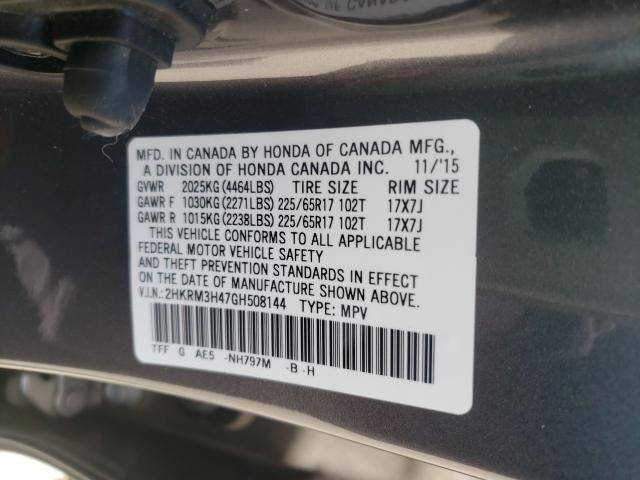 MFD. IN CANADA BY HONDA OF CANADA MFG.,
A DIVISION OF HONDA CANADA INC. 11/'15
GVWR 2025KG (4464LBS) TIRE SIZE RIM SIZE
GAWR F 1030KG (2271LBS) 225/65R17 102T 17X7J
GAWR R 1015KG (2238LBS) 225/65R17 102T 17X7J
THIS VEHICLE CONFORMS TO ALL APPLICABLE
FEDERAL MOTOR VEHICLE SAFETY
AND THEFT PREVENTION STANDARDS IN EFFECT
ON THE DATE OF MANUFACTURE SHOWN ABOVE.
V.I.N.: 2HKRM3H47GH508144 TYPE: MPV
TFF G AE5 -NH797M -B -H